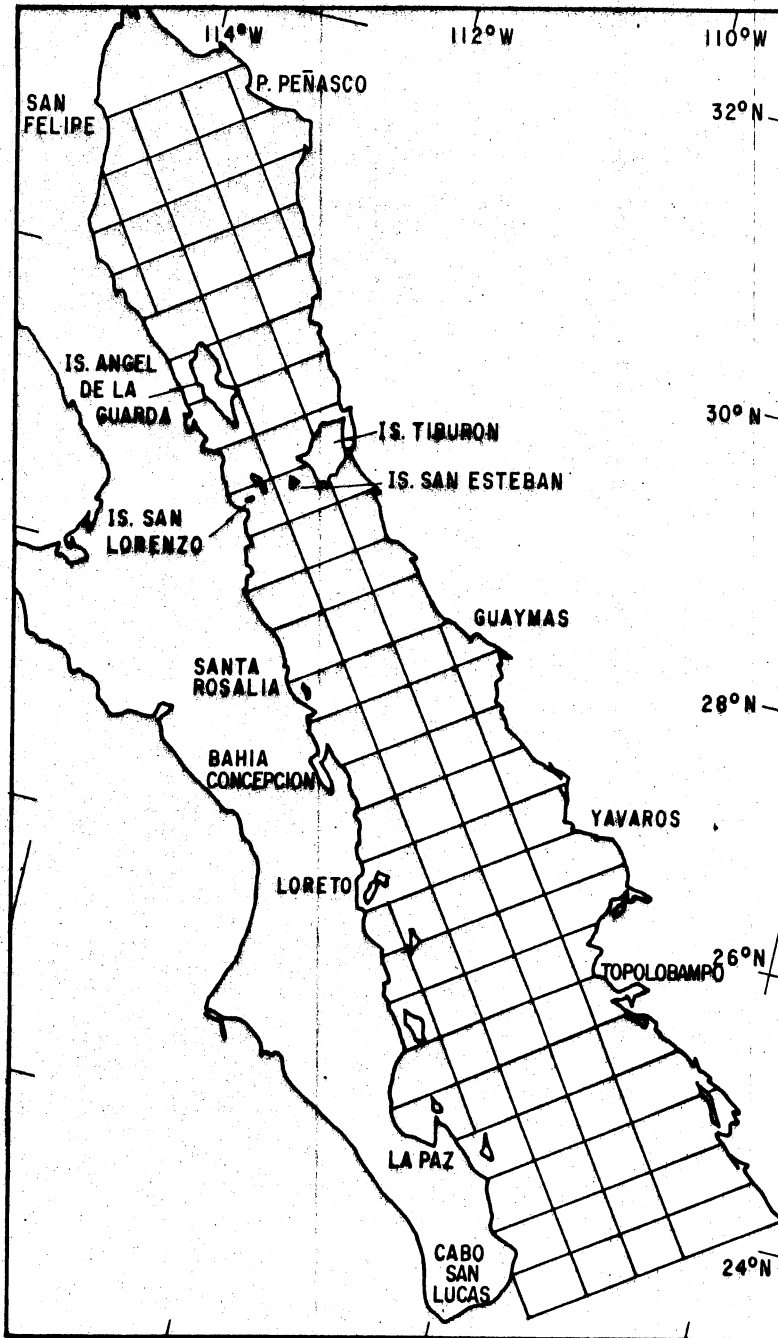 114°W
112°W
110°W
P. PEÑASCO
SAN
FELIPE
32°N
IS. ANGEL
DE LA
GUARDA
30°N
IS. TIBURON
IS. SAN ESTEBAN
IS. SAN
LORENZO
GUAYMAS
SANTA
ROSALIA
28°N
BAHIA
CONCEPCION
YAVAROS
LORETO
26°N
TOPOLOBAMPO
LA PAZ
CABO
SAN
LUCAS
24°N